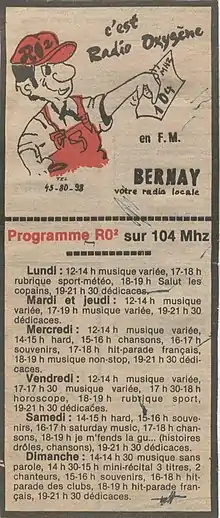 c'est
Radio Oxygène
RO²
MHz
104
en F.M.
BERNAY
TEL
45-80-38
votre radio locale
Programme RO² sur 104 Mhz
Lundi : 12-14 h musique variée, 17-18 h
rubrique sport-météo, 18-19 h Salut les
copains, 19-21 h 30 dédicaces.
Mardi et jeudi : 12-14 h musique
variée, 17-19 h musique variée, 19-21 h 30
dédicaces.
Mercredi : 12-14 h musique variée,
14-15 h hard, 15-16 h chansons, 16-17 h
souvenirs, 17-18 h hit-parade français,
18-19 h musique non-stop, 19-21 h 30 dédi-
caces.
Vendredi : 12-14 h musique variée,
17-17 h 30 musique variée, 17 h 30-18 h
horoscope, 18-19 h rubrique sport,
19-21 h 30 dédicaces.
Samedi : 14-15 h hard, 15-16 h souve-
nirs, 16-17 h saturday music, 17-18 h chan-
sons, 18-19 h je m'fends la gu... (histoires
drôles, chansons), 19-21 h 30 dédicaces.
Dimanche : 14-14 h 30 musique sans
parole, 14 h 30-15 h mini-récital 3 titres, 2
chanteurs, 15-16 h souvenirs, 16-18 h hit-
parade des clubs, 18-19 h hit-parade fran-
çais, 19-21 h 30 dédicaces.